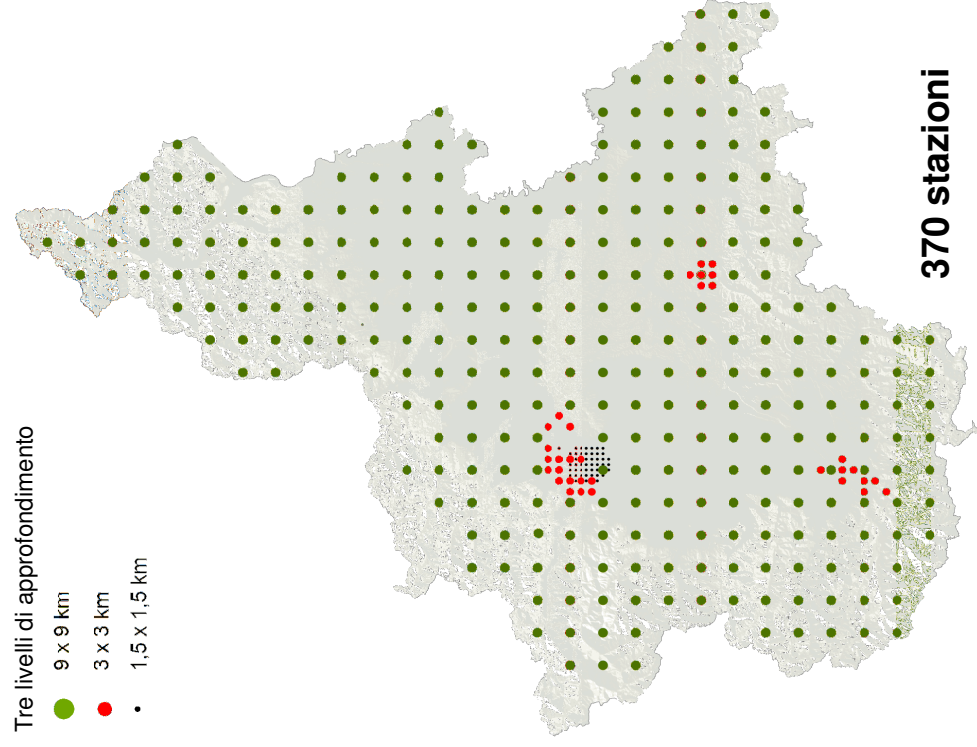 Tre livelli di approfondimento
9 x 9 km
3 x 3 km
1,5 x 1,5 km
370 stazioni